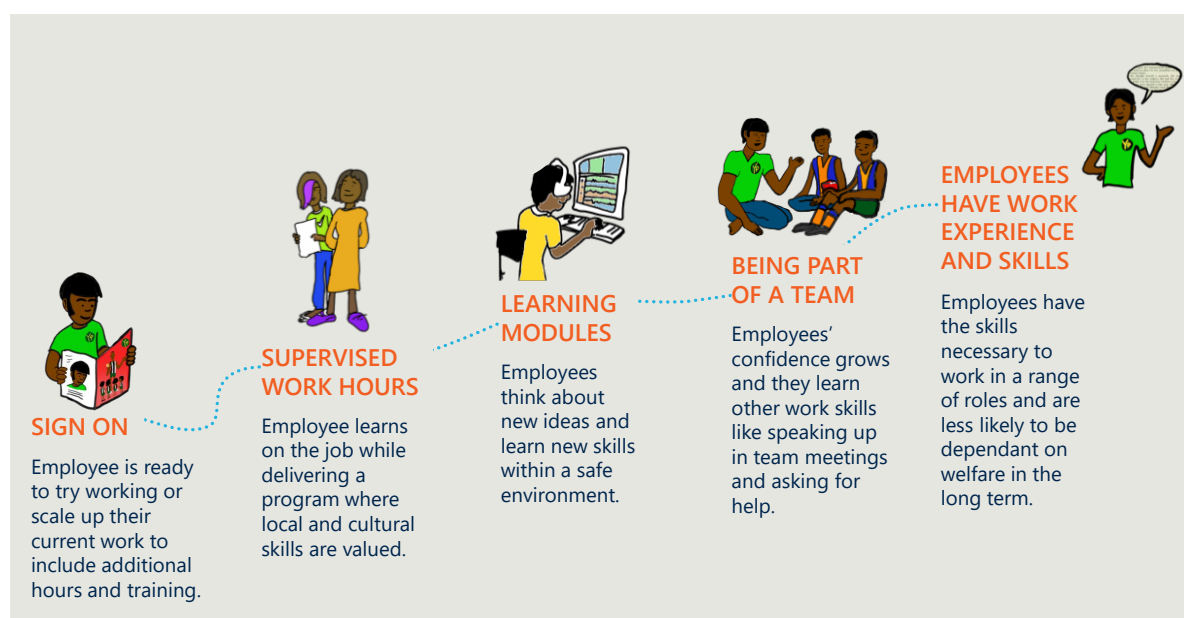 SIGN ON
Employee is ready
to try working or
scale up their
current work to
include additional
hours and training.
SUPERVISED
WORK HOURS
Employee learns
on the job while
delivering a
program where
local and cultural
skills are valued.
LEARNING
MODULES
Employees
think about
new ideas and
learn new skills
within a safe
environment.
BEING PART
OF A TEAM
Employees’
confidence grows
and they learn
other work skills
like speaking up
in team meetings
and asking for
help.
EMPLOYEES
HAVE WORK
EXPERIENCE
AND SKILLS
Employees have
the skills
necessary to
work in a range
of roles and are
less likely to be
dependant on
welfare in the
long term.